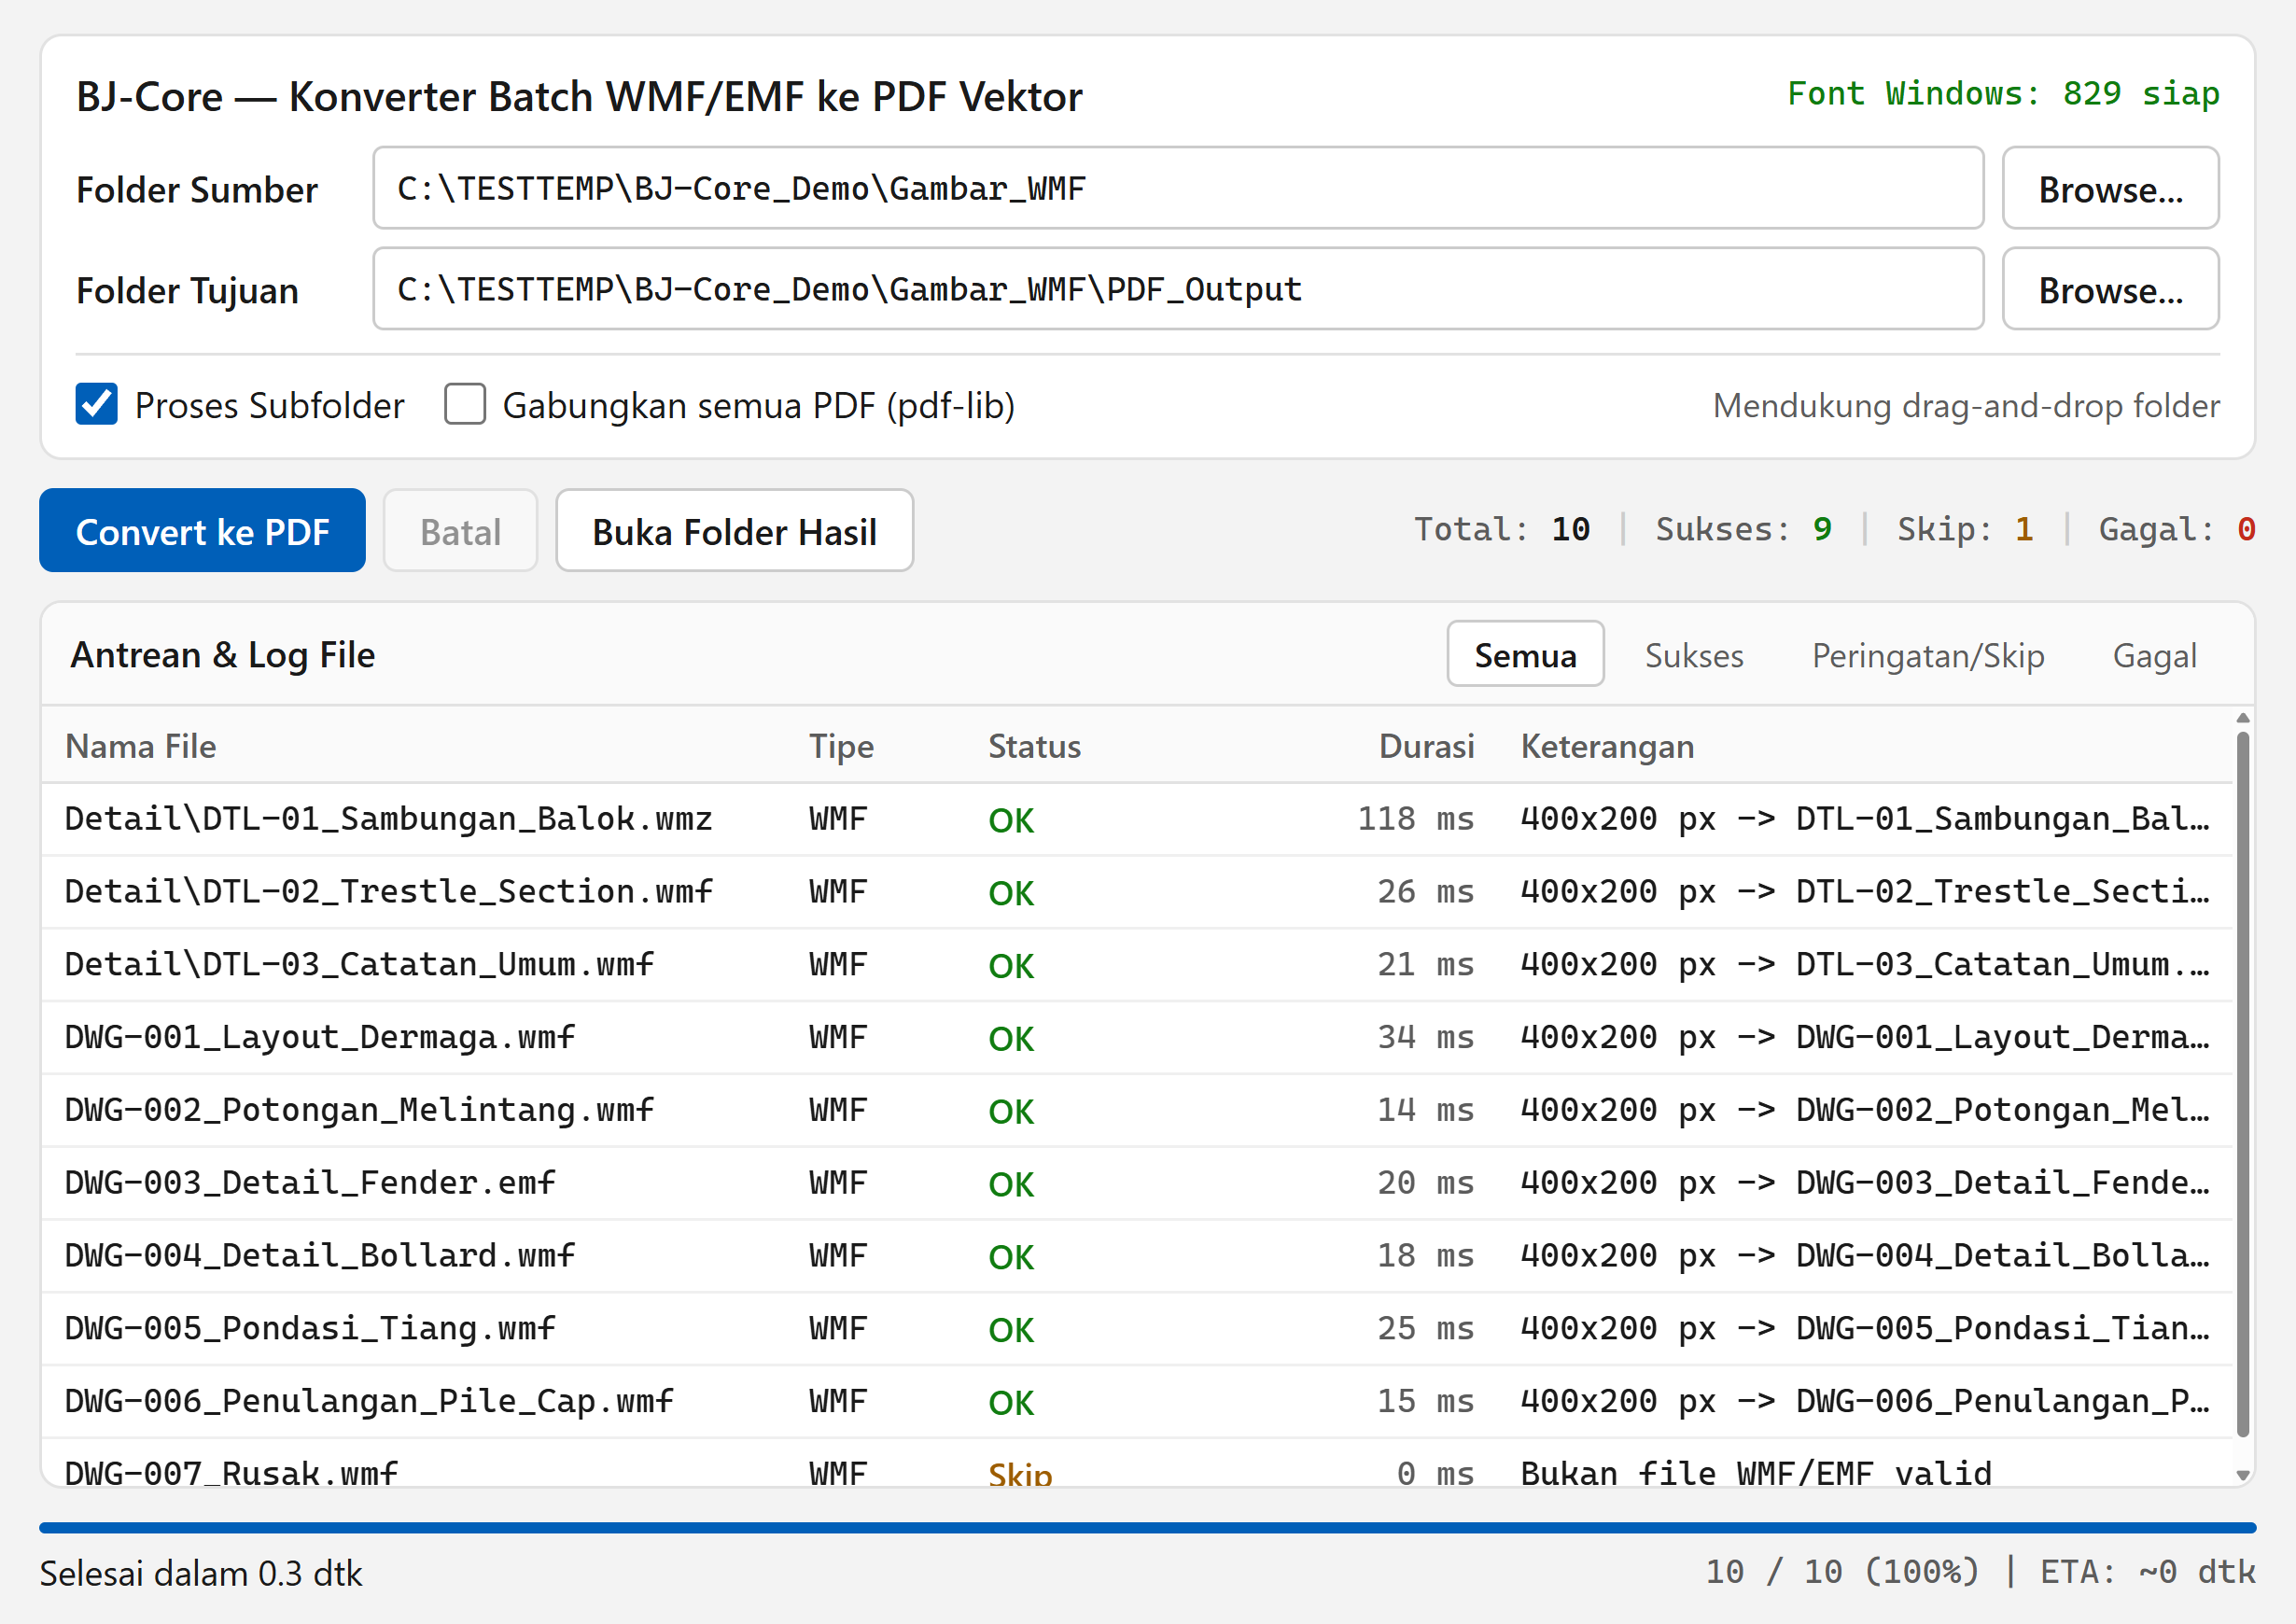 BJ-Core — Konverter Batch WMF/EMF ke PDF Vektor
Font Windows: 829 siap
Folder Sumber
C:\TESTTEMP\BJ-Core_Demo\Gambar_WMF
Browse...
Folder Tujuan
C:\TESTTEMP\BJ-Core_Demo\Gambar_WMF\PDF_Output
Browse...
Proses Subfolder
Gabungkan semua PDF (pdf-lib)
Mendukung drag-and-drop folder
Convert ke PDF
Batal
Buka Folder Hasil
Total: 10 | Sukses: 9 | Skip: 1 | Gagal: 0
Antrean & Log File
Semua
Sukses
Peringatan/Skip
Gagal
Nama File Tipe Status Durasi Keterangan
Detail\DTL-01_Sambungan_Balok.wmz WMF OK 118 ms 400x200 px -> DTL-01_Sambungan_Bal…
Detail\DTL-02_Trestle_Section.wmf WMF OK 26 ms 400x200 px -> DTL-02_Trestle_Secti…
Detail\DTL-03_Catatan_Umum.wmf WMF OK 21 ms 400x200 px -> DTL-03_Catatan_Umum.…
DWG-001_Layout_Dermaga.wmf WMF OK 34 ms 400x200 px -> DWG-001_Layout_Derma…
DWG-002_Potongan_Melintang.wmf WMF OK 14 ms 400x200 px -> DWG-002_Potongan_Mel…
DWG-003_Detail_Fender.emf WMF OK 20 ms 400x200 px -> DWG-003_Detail_Fende…
DWG-004_Detail_Bollard.wmf WMF OK 18 ms 400x200 px -> DWG-004_Detail_Bolla…
DWG-005_Pondasi_Tiang.wmf WMF OK 25 ms 400x200 px -> DWG-005_Pondasi_Tian…
DWG-006_Penulangan_Pile_Cap.wmf WMF OK 15 ms 400x200 px -> DWG-006_Penulangan_P…
DWG-007_Rusak.wmf WMF Skip 0 ms Bukan file WMF/EMF valid
Selesai dalam 0.3 dtk
10 / 10 (100%) | ETA: ~0 dtk